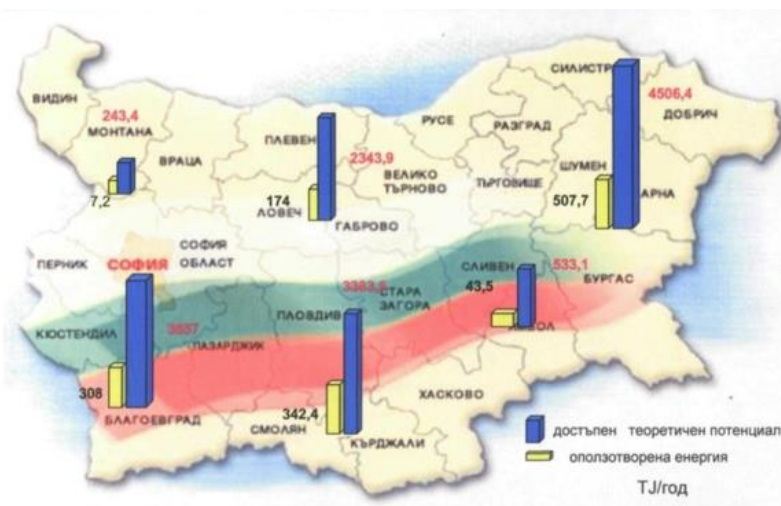 СИЛИСТР
ВИДИН
4506,4
243,4
ДОБРИЧ
МОНТАНА
РУСЕ
РАЗГРАД
ПЛЕВЕН
ВРАЦА
2343,9
ШУМЕН
ВЕЛИКО
ТЪРНОВО
ТЪРГОВИЩЕ
7,2
174
507,7
АРНА
ЛОВЕЧ
ГАБРОВО
СОФИЯ
ОБЛАСТ
ПЕРНИК
СОФИЯ
СЛИВЕН
533,1
БУРГАС
СТАРА
ЗАГОРА
43,5
ПЛОВДИВ
КЮСТЕНДИЛ
ПАЗАРДЖИК
308
ХАСКОВО
342,4
БЛАГОЕВГРАД
СМОЛЯН
КЪРДЖАЛИ
достъпен теоретичен потенциал
оползотворена енергия
TJ/год